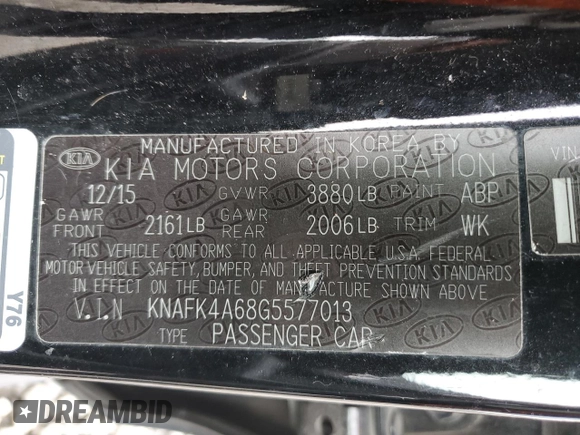 MANUFACTURED IN KOREA BY
KIA KIA MOTORS CORPORATION
12/15 GVWR 3880LB PAINT ABP
GAWR FRONT 2161LB GAWR REAR 2006LB TRIM WK
THIS VEHICLE CONFORMS TO ALL APPLICABLE U.S.A. FEDERAL
MOTOR VEHICLE SAFETY, BUMPER, AND THEFT PREVENTION STANDARDS
IN EFFECT ON THE DATE OF MANUFACTURE SHOWN ABOVE
V.I.N KNAFK4A68G5577013
TYPE PASSENGER CAR
VIN
Y76
DREAMBID